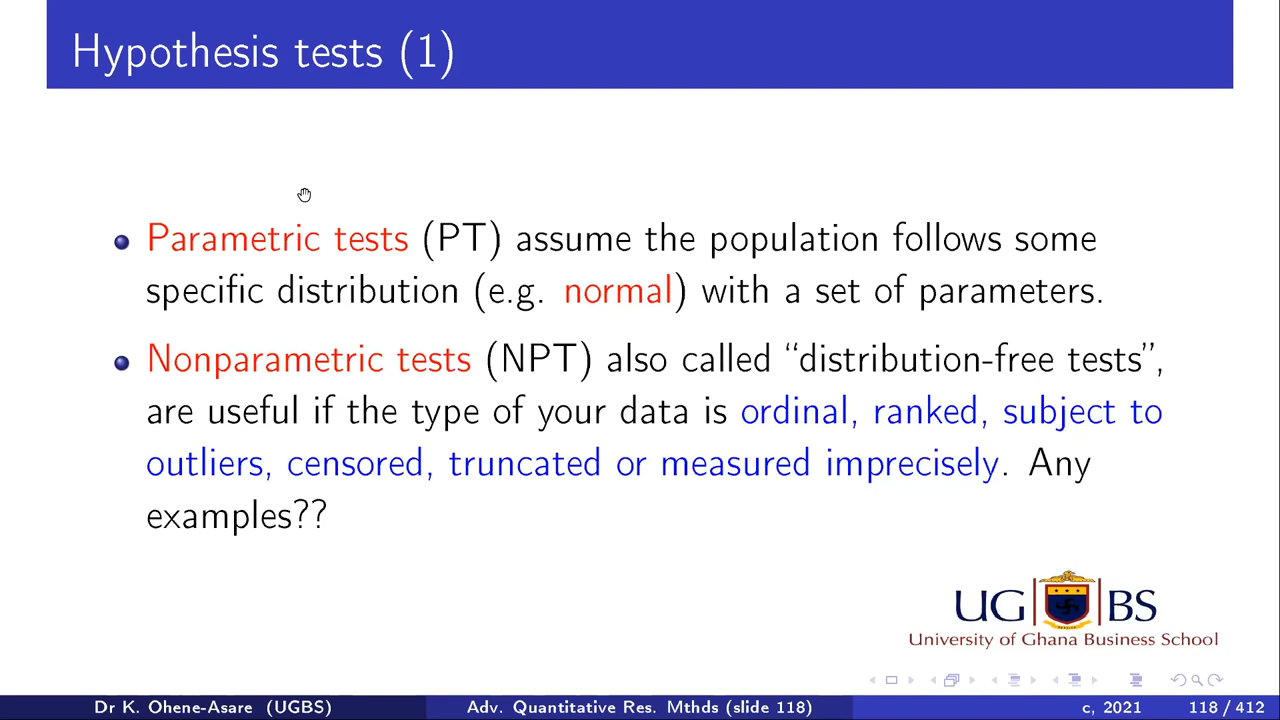 Hypothesis tests (1)
Parametric tests (PT) assume the population follows some
specific distribution (e.g. normal) with a set of parameters.
Nonparametric tests (NPT) also called “distribution-free tests”,
are useful if the type of your data is ordinal, ranked, subject to
outliers, censored, truncated or measured imprecisely. Any
examples??
UG BS
University of Ghana Business School
Dr K. Ohene-Asare (UGBS) Adv. Quantitative Res. Mthds (slide 118) c, 2021 118 / 412